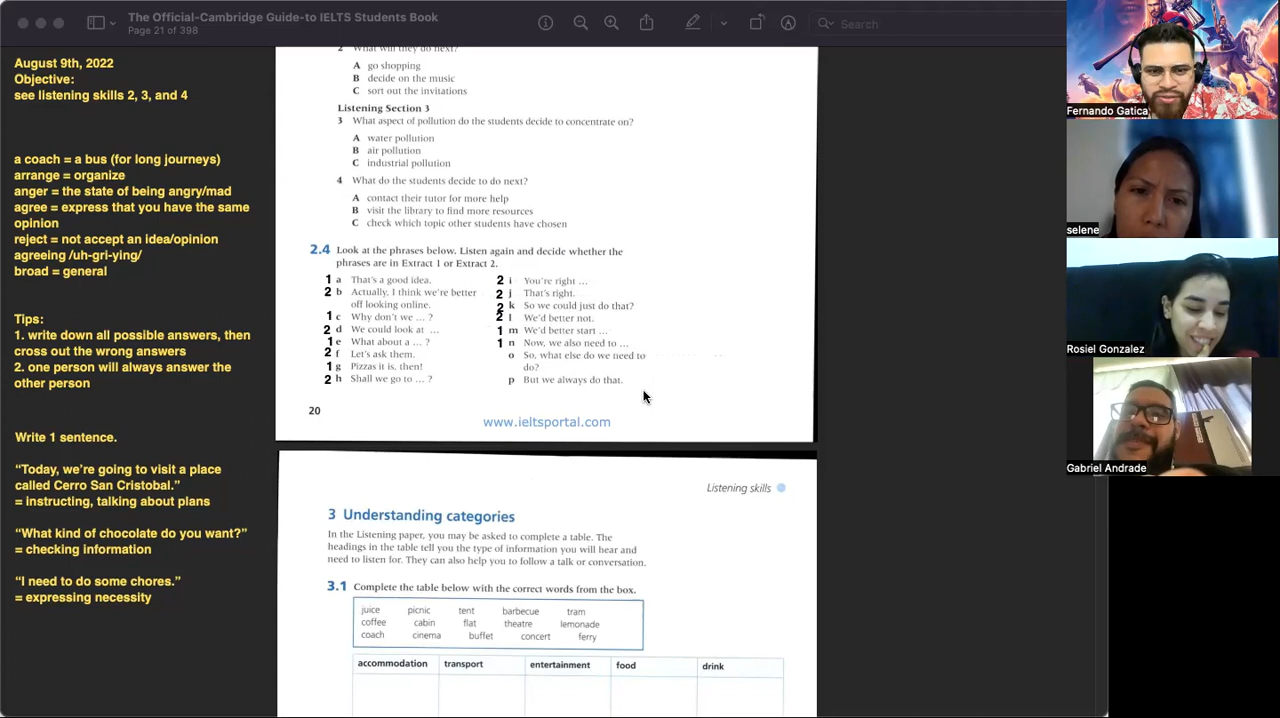 The Official-Cambridge Guide-to IELTS Students Book
Page 21 of 398
Search
August 9th, 2022
Objective:
see listening skills 2, 3, and 4
a coach = a bus (for long journeys)
arrange = organize
anger = the state of being angry/mad
agree = express that you have the same
opinion
reject = not accept an idea/opinion
agreeing /uh-gri-ying/
broad = general
Tips:
1. write down all possible answers, then
cross out the wrong answers
2. one person will always answer the
other person
Write 1 sentence.
“Today, we’re going to visit a place
called Cerro San Cristobal.”
= instructing, talking about plans
“What kind of chocolate do you want?”
= checking information
“I need to do some chores.”
= expressing necessity
2 What will they do next?
A go shopping
B decide on the music
C sort out the invitations
Listening Section 3
3 What aspect of pollution do the students decide to concentrate on?
A water pollution
B air pollution
C industrial pollution
4 What do the students decide to do next?
A contact their tutor for more help
B visit the library to find more resources
C check which topic other students have chosen
2.4 Look at the phrases below. Listen again and decide whether the
phrases are in Extract 1 or Extract 2.
1 a That's a good idea.
2 b Actually, I think we're better
off looking online.
1 c Why don't we ... ?
2 d We could look at ...
1 e What about a ... ?
2 f Let's ask them.
1 g Pizzas it is, then!
2 h Shall we go to ... ?
2 i You're right ...
2 j That's right.
2 k So we could just do that?
2 l We'd better not.
1 m We'd better start ...
1 n Now, we also need to ...
o So, what else do we need to
do?
p But we always do that.
20
www.ieltsportal.com
Listening skills
3 Understanding categories
In the Listening paper, you may be asked to complete a table. The
headings in the table tell you the type of information you will hear and
need to listen for. They can also help you to follow a talk or conversation.
3.1 Complete the table below with the correct words from the box.
juice picnic tent barbecue tram
coffee cabin flat theatre lemonade
coach cinema buffet concert ferry
accommodation transport entertainment food drink
Fernando Gatica
selene
Rosiel Gonzalez
Gabriel Andrade